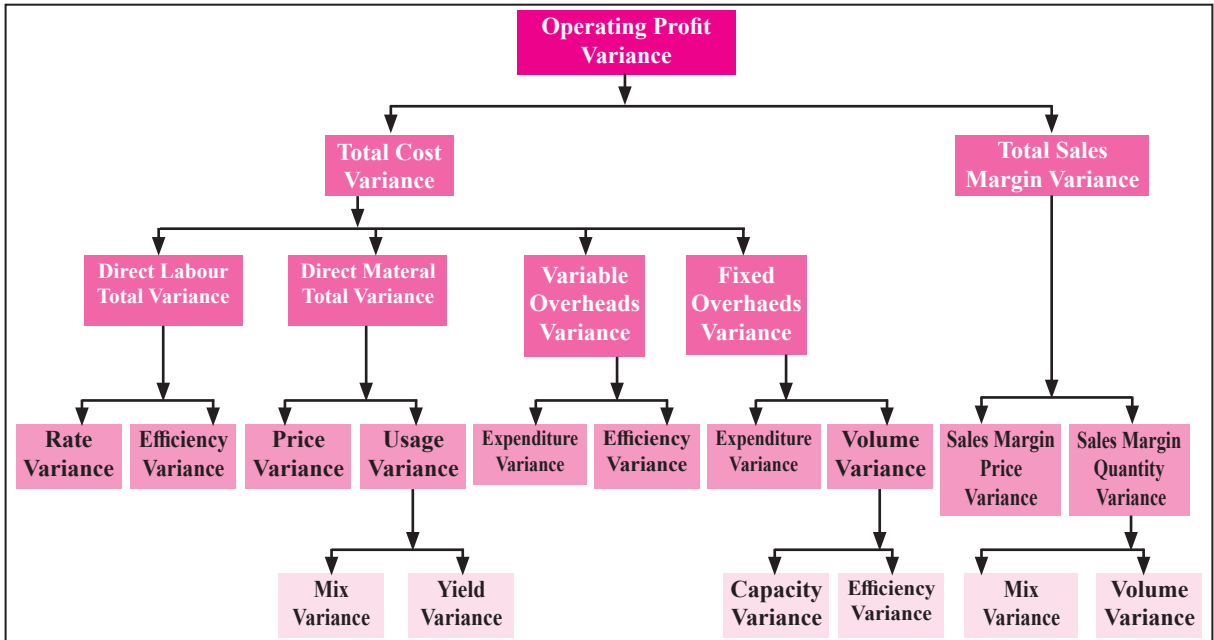 Operating Profit
Variance
Total Cost
Variance
Total Sales
Margin Variance
Direct Labour
Total Variance
Direct Materal
Total Variance
Variable
Overheads
Variance
Fixed
Overhaeds
Variance
Rate
Variance
Efficiency
Variance
Price
Variance
Usage
Variance
Expenditure
Variance
Efficiency
Variance
Expenditure
Variance
Volume
Variance
Sales Margin
Price
Variance
Sales Margin
Quantity
Variance
Mix
Variance
Yield
Variance
Capacity
Variance
Efficiency
Variance
Mix
Variance
Volume
Variance